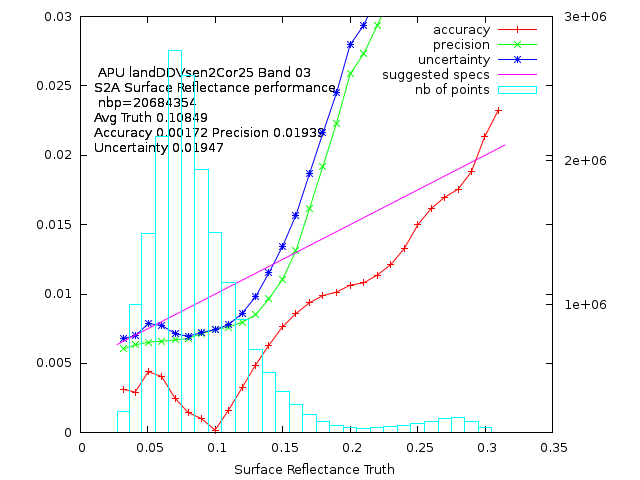 0.03
0.025
0.02
0.015
0.01
0.005
0
3e+06
2e+06
1e+06
0
0.05
0.1
0.15
0.2
0.25
0.3
0.35
accuracy
precision
uncertainty
suggested specs
nb of points
APU landDDVsen2Cor25 Band 03
S2A Surface Reflectance performance
nbp=20684354
Avg Truth 0.10849
Accuracy 0.00172 Precision 0.01939
Uncertainty 0.01947
Surface Reflectance Truth